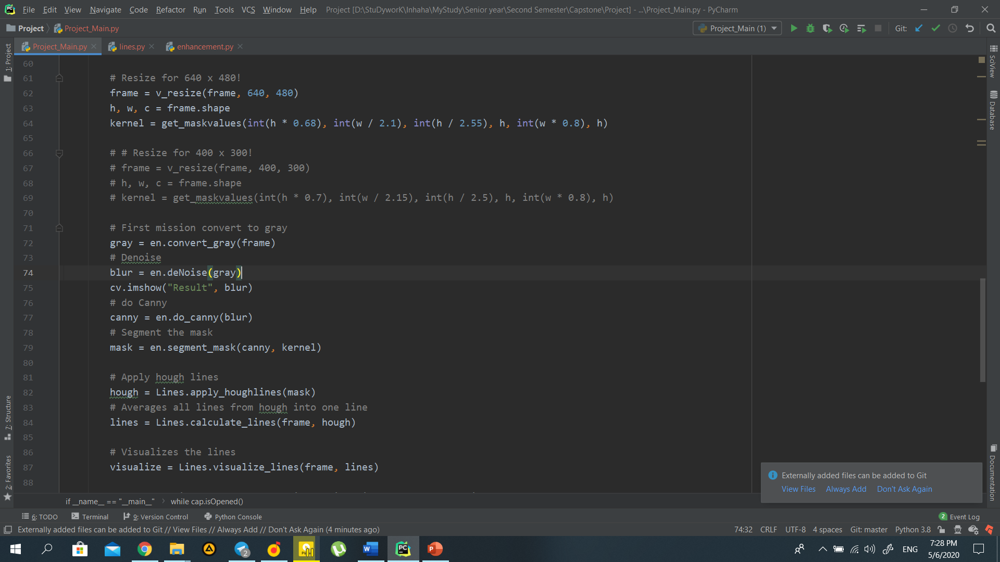 File Edit View Navigate Code Refactor Run Tools VCS Window Help Project [D:\StuDyworK\Inhaha\MyStudy\Senior year\Second Semester\Capstone\Project] - ...\Project_Main.py - PyCharm
Project Project_Main.py Project_Main (1) Git:
Project_Main.py lines.py enhancement.py
1: Project
SciView
Database
60
61 # Resize for 640 x 480!
62 frame = v_resize(frame, 640, 480)
63 h, w, c = frame.shape
64 kernel = get_maskvalues(int(h * 0.68), int(w / 2.1), int(h / 2.55), h, int(w * 0.8), h)
65
66 # # Resize for 400 x 300!
67 # frame = v_resize(frame, 400, 300)
68 # h, w, c = frame.shape
69 # kernel = get_maskvalues(int(h * 0.7), int(w / 2.15), int(h / 2.5), h, int(w * 0.8), h)
70
71 # First mission convert to gray
72 gray = en.convert_gray(frame)
73 # Denoise
74 blur = en.deNoise(gray)
75 cv.imshow("Result", blur)
76 # do Canny
77 canny = en.do_canny(blur)
78 # Segment the mask
79 mask = en.segment_mask(canny, kernel)
80
81 # Apply hough lines
82 hough = Lines.apply_houghlines(mask)
83 # Averages all lines from hough into one line
84 lines = Lines.calculate_lines(frame, hough)
85
86 # Visualizes the lines
87 visualize = Lines.visualize_lines(frame, lines)
88
7: Structure
2: Favorites
Documentation
Externally added files can be added to Git
View Files Always Add Don't Ask Again
if __name__ == "__main__" while cap.isOpened()
6: TODO Terminal 9: Version Control Python Console 2 Event Log
Externally added files can be added to Git // View Files // Always Add // Don't Ask Again (4 minutes ago) 74:32 CRLF UTF-8 4 spaces Git: master Python 3.8
2 ENG 7:28 PM
5/6/2020